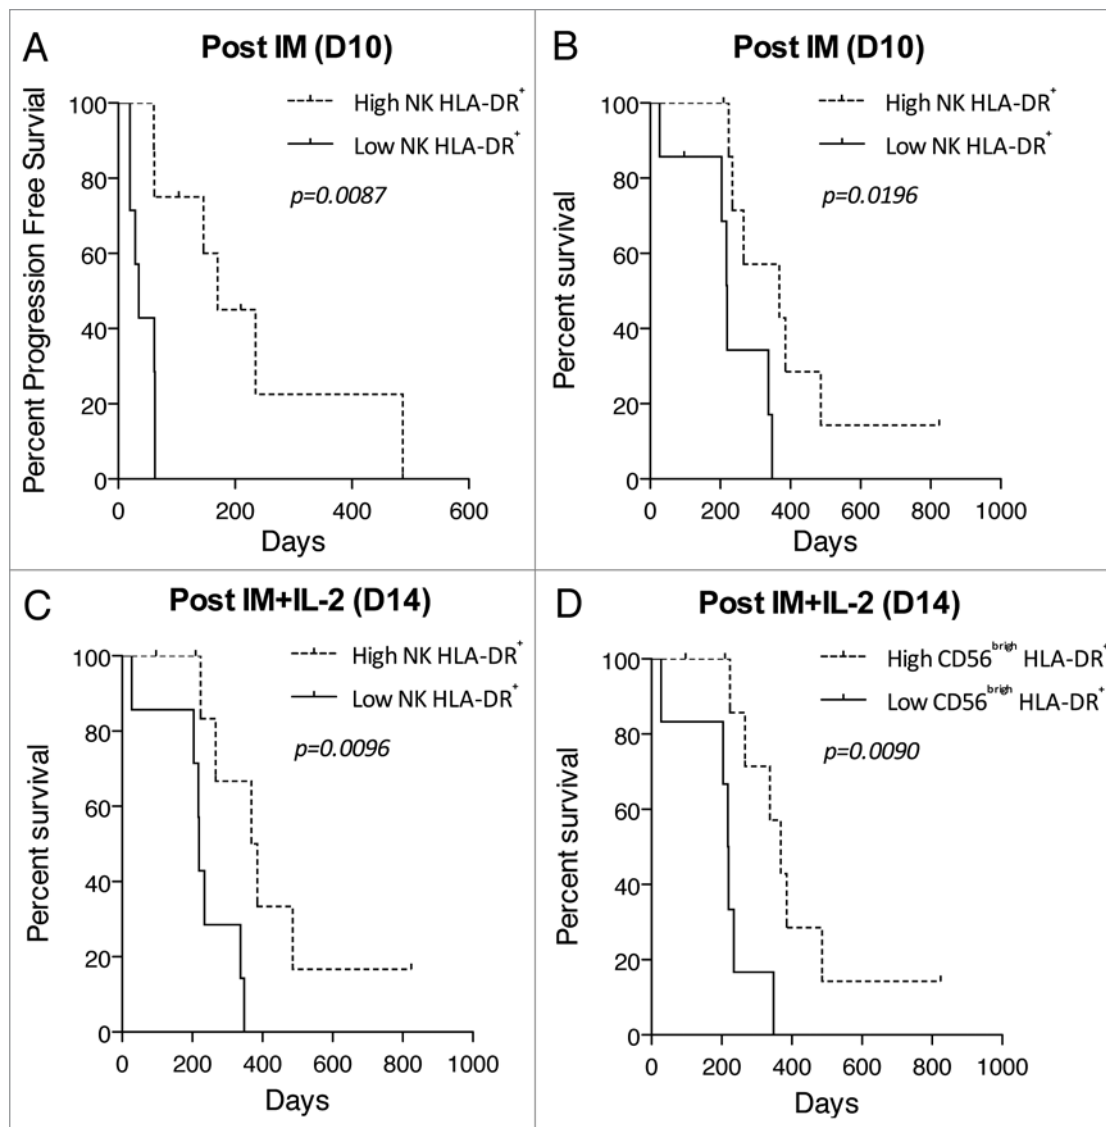 A
Post IM (D10)
High NK HLA-DR+
Low NK HLA-DR+
p=0.0087
Percent Progression Free Survival
100
80
60
40
20
0
0 200 400 600
Days
B
Post IM (D10)
High NK HLA-DR+
Low NK HLA-DR+
p=0.0196
Percent survival
100
80
60
40
20
0
0 200 400 600 800 1000
Days
C
Post IM+IL-2 (D14)
High NK HLA-DR+
Low NK HLA-DR+
p=0.0096
Percent survival
100
80
60
40
20
0
0 200 400 600 800 1000
Days
D
Post IM+IL-2 (D14)
High CD56brigh HLA-DR+
Low CD56brigh HLA-DR+
p=0.0090
Percent survival
100
80
60
40
20
0
0 200 400 600 800 1000
Days